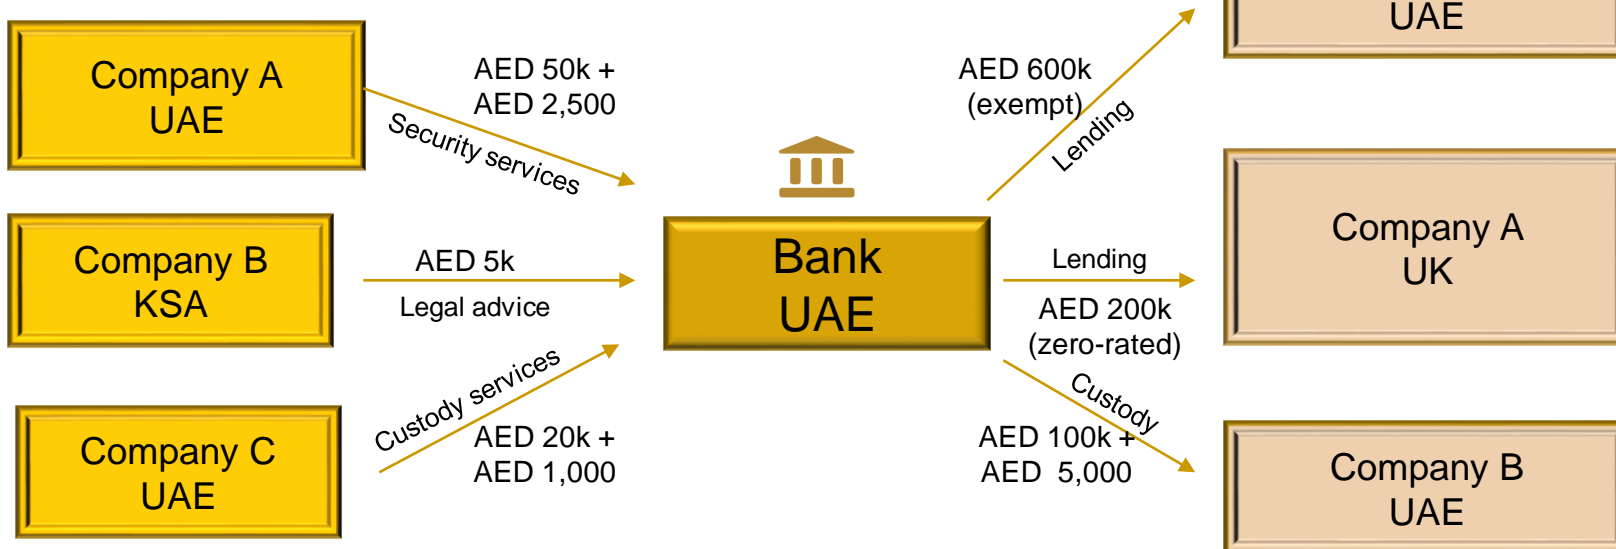 Company A
UAE
AED 50k +
AED 2,500
Security services
Company B
KSA
AED 5k
Legal advice
Company C
UAE
Custody services
AED 20k +
AED 1,000
Bank
UAE
AED 600k
(exempt)
Lending
UAE
Lending
AED 200k
(zero-rated)
Company A
UK
Custody
AED 100k +
AED 5,000
Company B
UAE